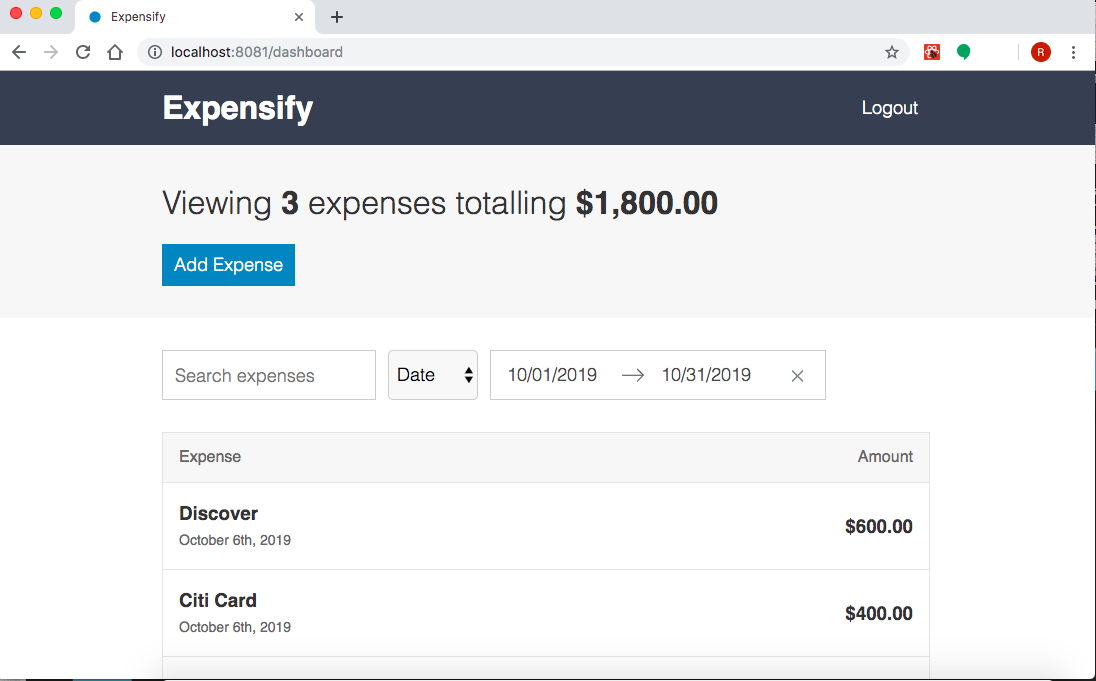 Expensify
localhost:8081/dashboard
R
Expensify
Logout
Viewing 3 expenses totalling $1,800.00
Add Expense
Search expenses
Date
10/01/2019
10/31/2019
Expense
Amount
Discover
October 6th, 2019
$600.00
Citi Card
October 6th, 2019
$400.00